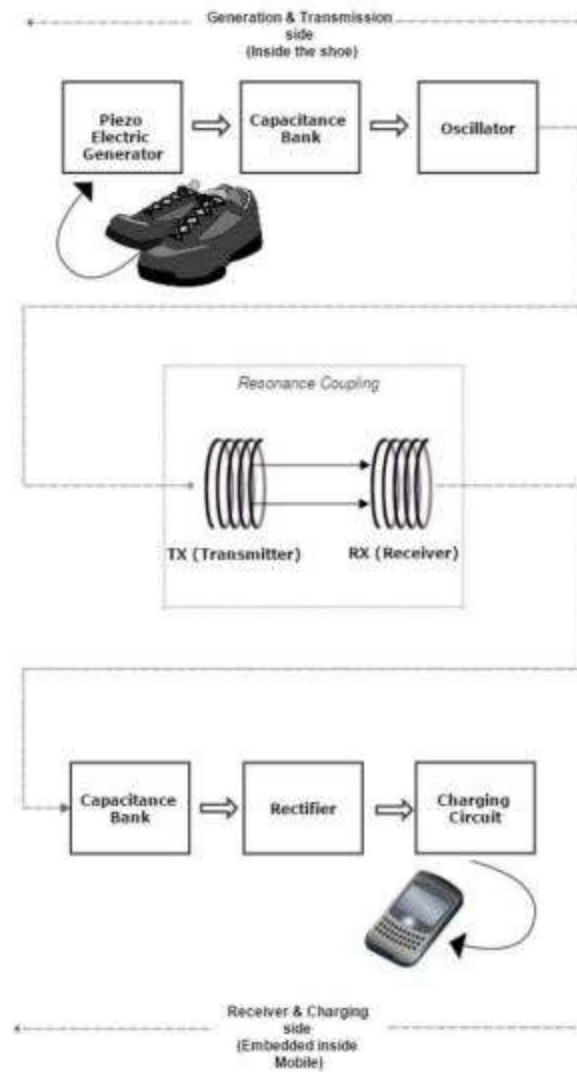 Generation & Transmission
side
(Inside the shoe)
Piezo
Electric
Generator
Capacitance
Bank
Oscillator
Resonance Coupling
TX (Transmitter)
RX (Receiver)
Capacitance
Bank
Rectifier
Charging
Circuit
Receiver & Charging
side
(Embedded inside
Mobile)